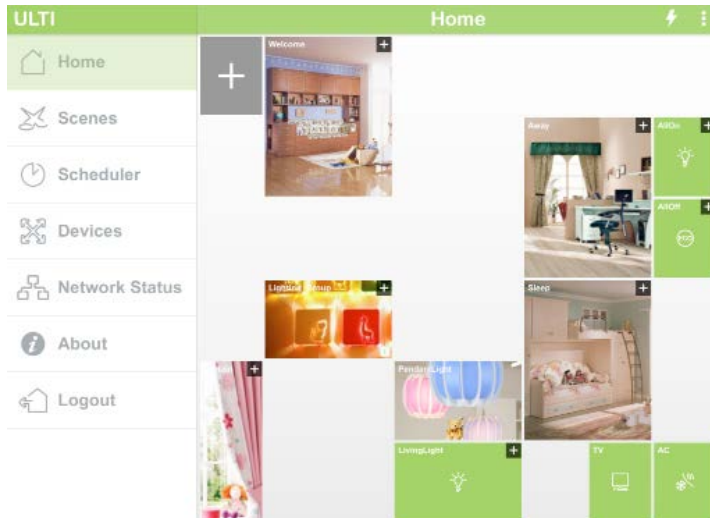 ULTI
Home
Home
Scenes
Scheduler
Devices
Network Status
About
Logout
Welcome
Away
AllOn
AllOff
Sleep
PendantLight
LivingLight
TV
AC